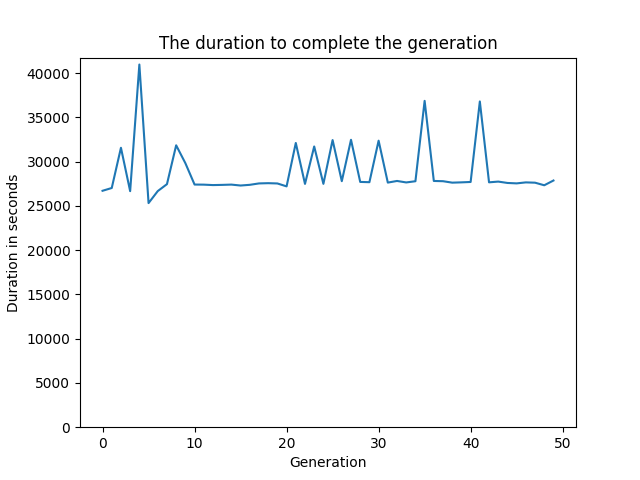 The duration to complete the generation
40000
35000
30000
25000
20000
15000
10000
5000
0
Duration in seconds
0 10 20 30 40 50
Generation